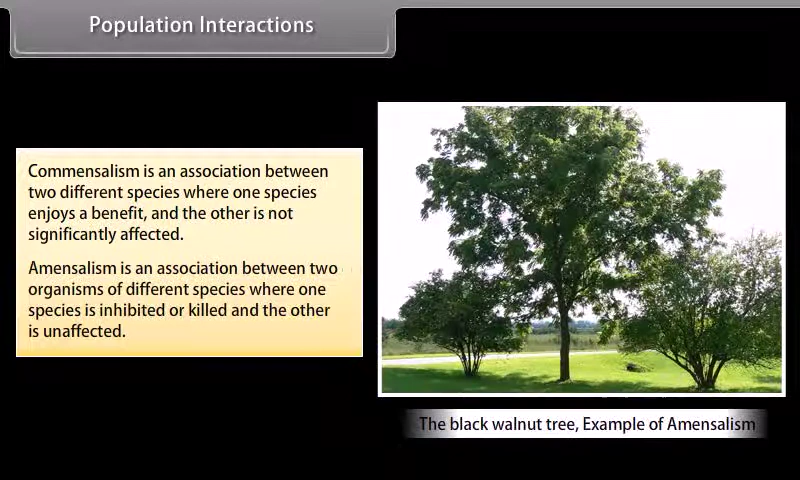 Population Interactions
Commensalism is an association between
two different species where one species
enjoys a benefit, and the other is not
significantly affected.
Amensalism is an association between two
organisms of different species where one
species is inhibited or killed and the other
is unaffected.
The black walnut tree, Example of Amensalism